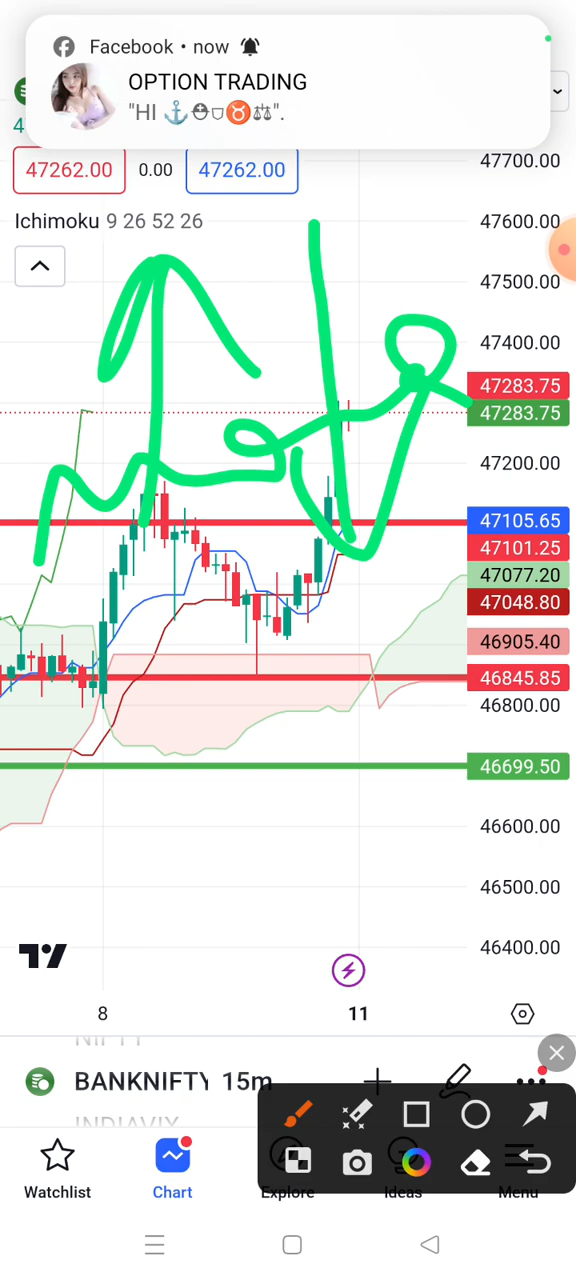 Facebook • now
OPTION TRADING
"HI ⚓⛑🛡♉⚖".
4
47262.00 0.00 47262.00
Ichimoku 9 26 52 26
47700.00
47600.00
47500.00
47400.00
47283.75
47283.75
47200.00
47105.65
47101.25
47077.20
47048.80
46905.40
46845.85
46800.00
46699.50
46600.00
46500.00
46400.00
8 11
NIFTY
BANKNIFTY 15m
INDIAVIX
Watchlist Chart Explore Ideas Menu